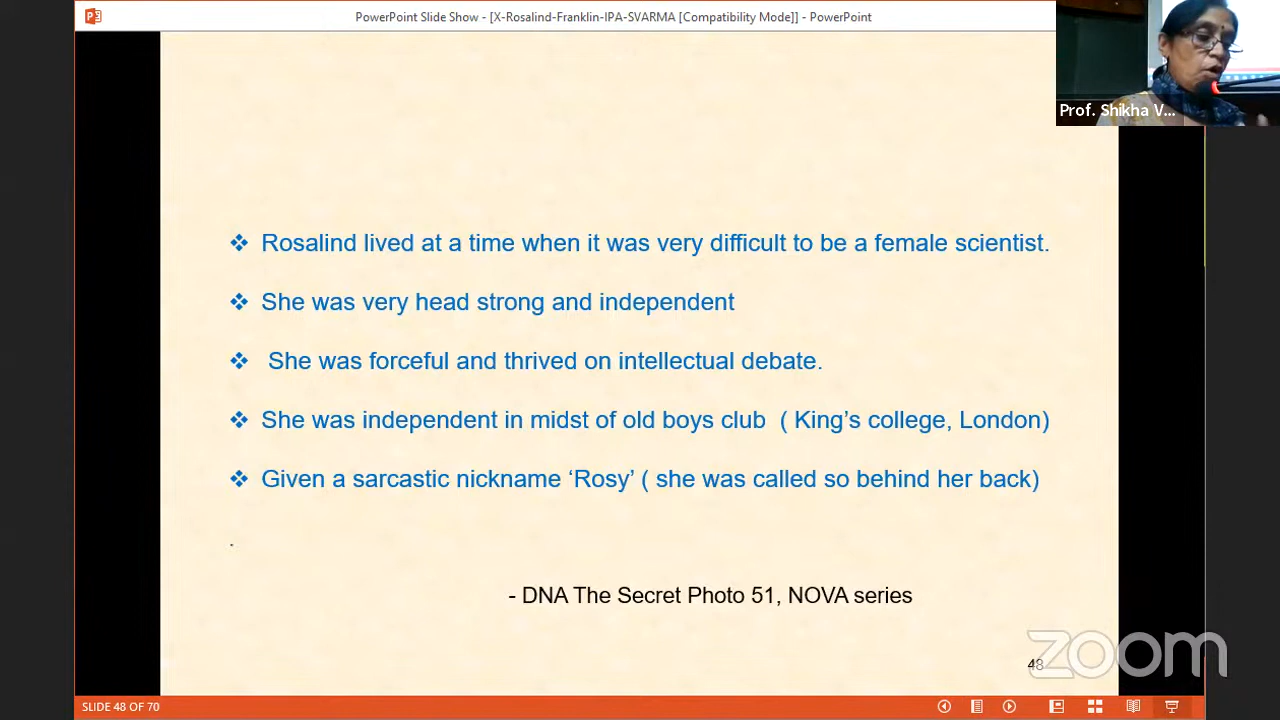 PowerPoint Slide Show - [X-Rosalind-Franklin-IPA-SVARMA [Compatibility Mode]] - PowerPoint
Prof. Shikha V...
❖ Rosalind lived at a time when it was very difficult to be a female scientist.
❖ She was very head strong and independent
❖ She was forceful and thrived on intellectual debate.
❖ She was independent in midst of old boys club ( King's college, London)
❖ Given a sarcastic nickname ‘Rosy’ ( she was called so behind her back)
.
- DNA The Secret Photo 51, NOVA series
48
zoom
SLIDE 48 OF 70